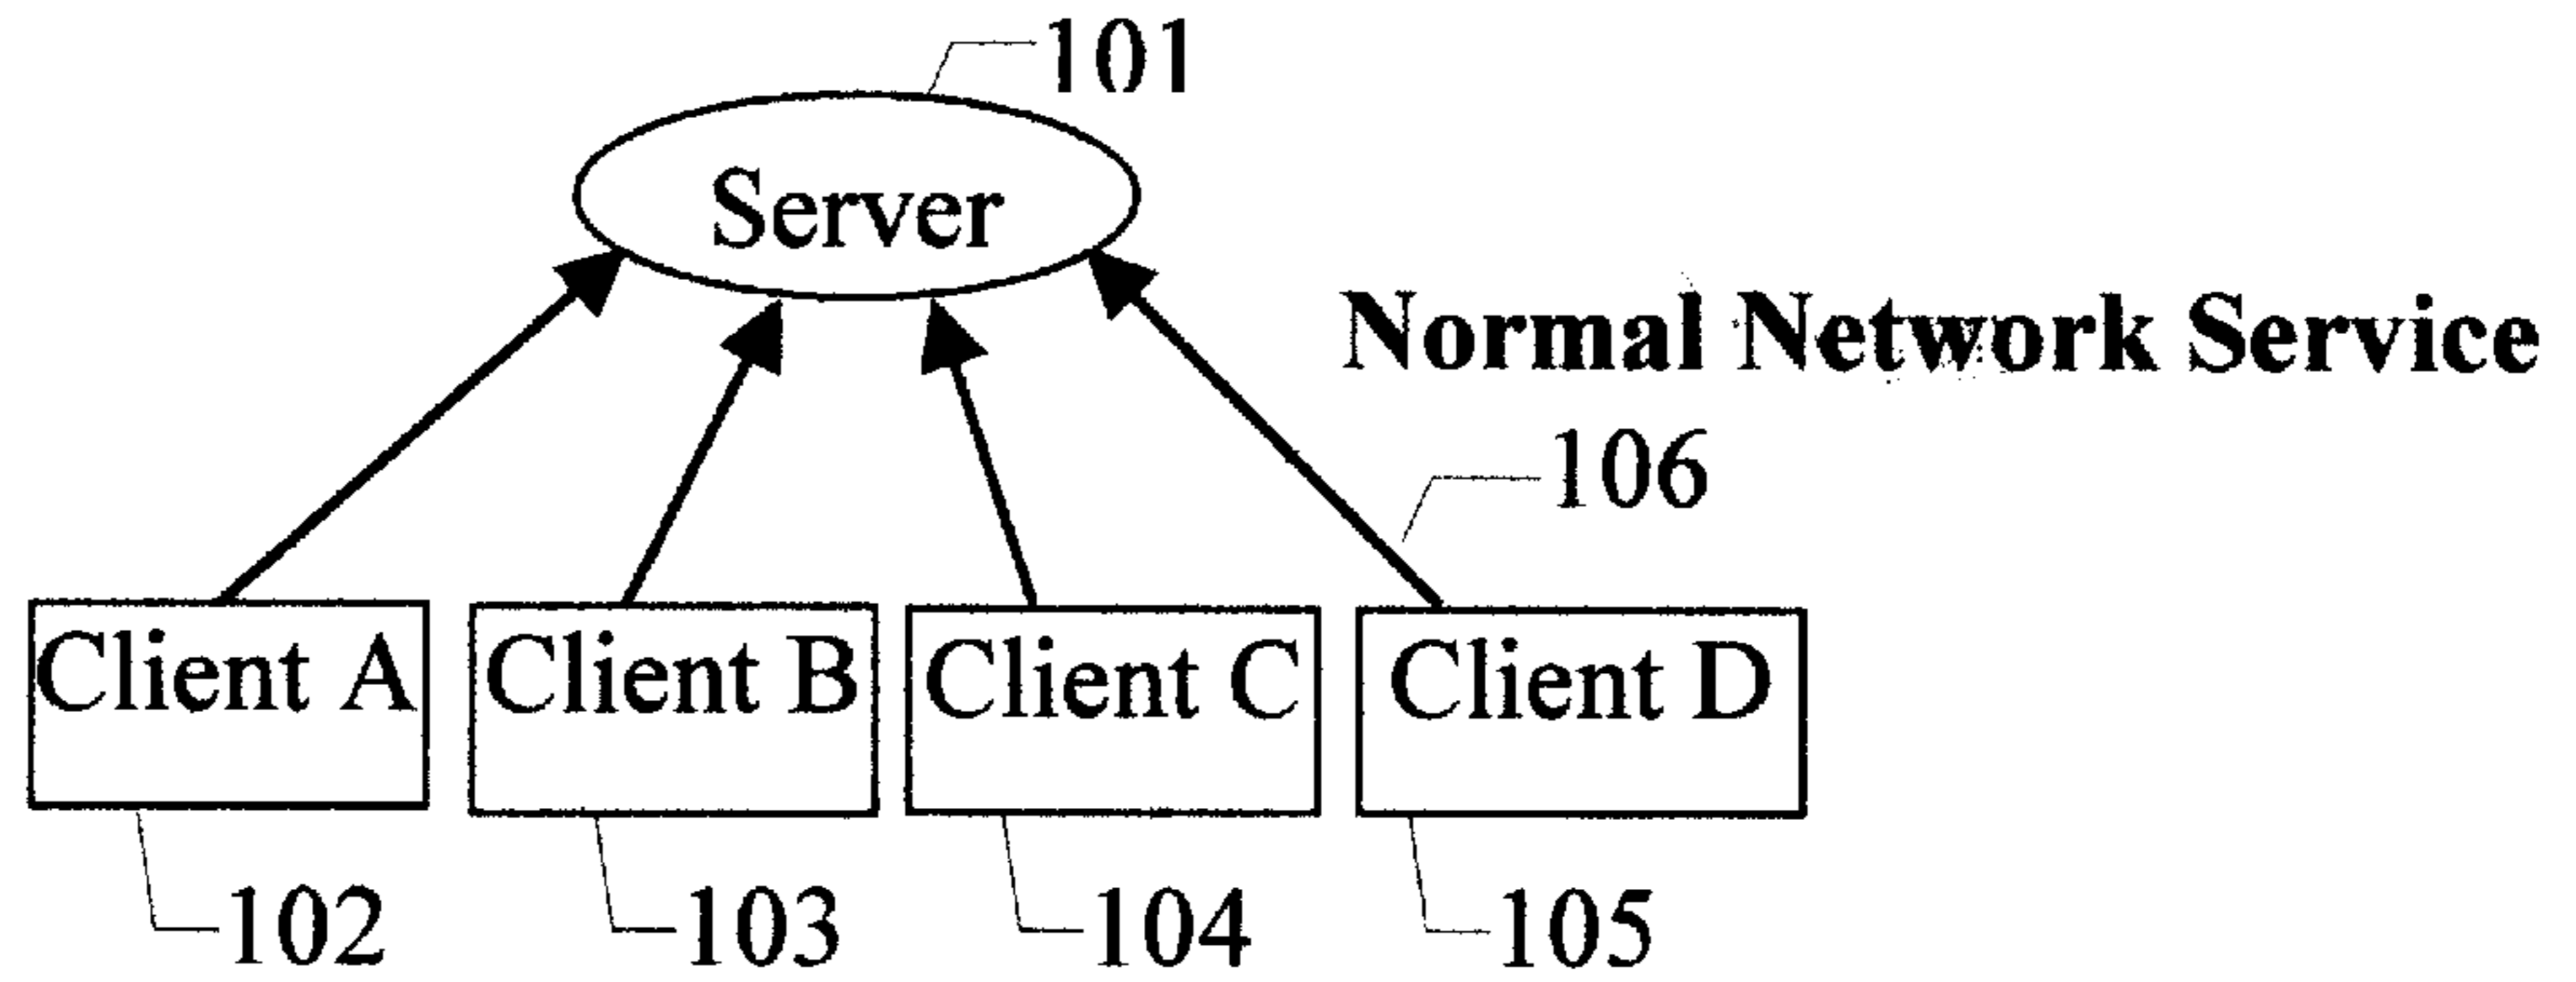 101
Server
Normal Network Service
106
Client A
Client B
Client C
Client D
102
103
104
105